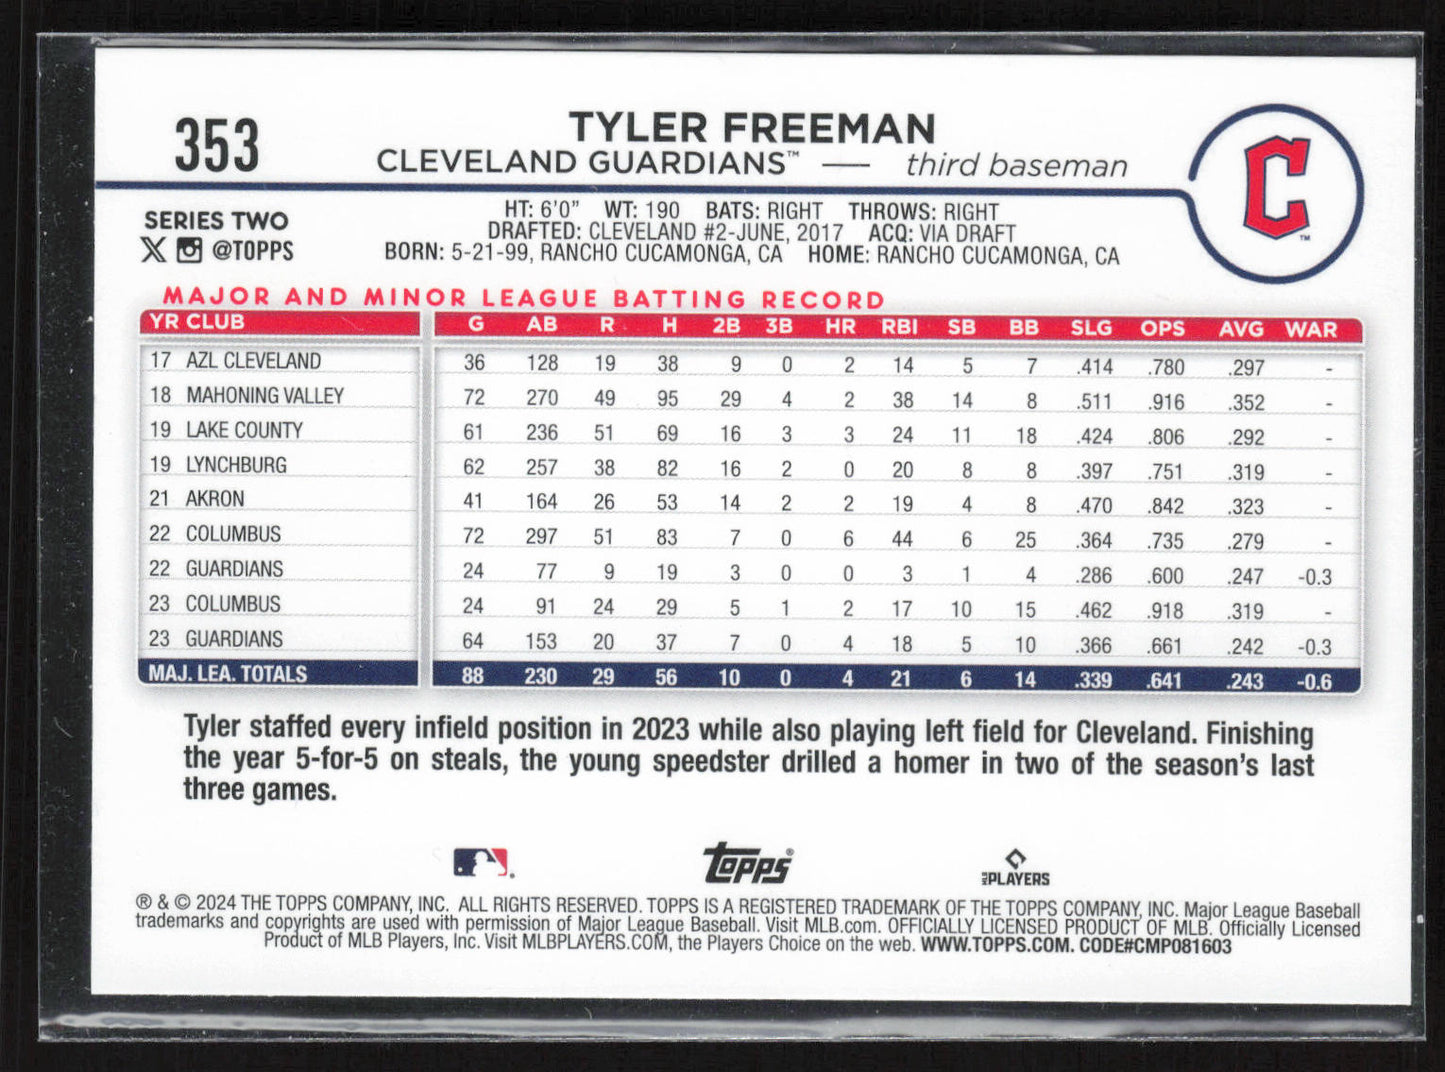 353
TYLER FREEMAN
CLEVELAND GUARDIANS™ — third baseman
C™
SERIES TWO
X @TOPPS
HT: 6'0" WT: 190 BATS: RIGHT THROWS: RIGHT
DRAFTED: CLEVELAND #2-JUNE, 2017 ACQ: VIA DRAFT
BORN: 5-21-99, RANCHO CUCAMONGA, CA HOME: RANCHO CUCAMONGA, CA
MAJOR AND MINOR LEAGUE BATTING RECORD
YR CLUB G AB R H 2B 3B HR RBI SB BB SLG OPS AVG WAR
17 AZL CLEVELAND 36 128 19 38 9 0 2 14 5 7 .414 .780 .297 -
18 MAHONING VALLEY 72 270 49 95 29 4 2 38 14 8 .511 .916 .352 -
19 LAKE COUNTY 61 236 51 69 16 3 3 24 11 18 .424 .806 .292 -
19 LYNCHBURG 62 257 38 82 16 2 0 20 8 8 .397 .751 .319 -
21 AKRON 41 164 26 53 14 2 2 19 4 8 .470 .842 .323 -
22 COLUMBUS 72 297 51 83 7 0 6 44 6 25 .364 .735 .279 -
22 GUARDIANS 24 77 9 19 3 0 0 3 1 4 .286 .600 .247 -0.3
23 COLUMBUS 24 91 24 29 5 1 2 17 10 15 .462 .918 .319 -
23 GUARDIANS 64 153 20 37 7 0 4 18 5 10 .366 .661 .242 -0.3
MAJ. LEA. TOTALS 88 230 29 56 10 0 4 21 6 14 .339 .641 .243 -0.6
Tyler staffed every infield position in 2023 while also playing left field for Cleveland. Finishing
the year 5-for-5 on steals, the young speedster drilled a homer in two of the season's last
three games.
Topps®
MLB PLAYERS
® & © 2024 THE TOPPS COMPANY, INC. ALL RIGHTS RESERVED. TOPPS IS A REGISTERED TRADEMARK OF THE TOPPS COMPANY, INC. Major League Baseball
trademarks and copyrights are used with permission of Major League Baseball. Visit MLB.com. OFFICIALLY LICENSED PRODUCT OF MLB. Officially Licensed
Product of MLB Players, Inc. Visit MLBPLAYERS.COM, the Players Choice on the web. WWW.TOPPS.COM. CODE#CMP081603